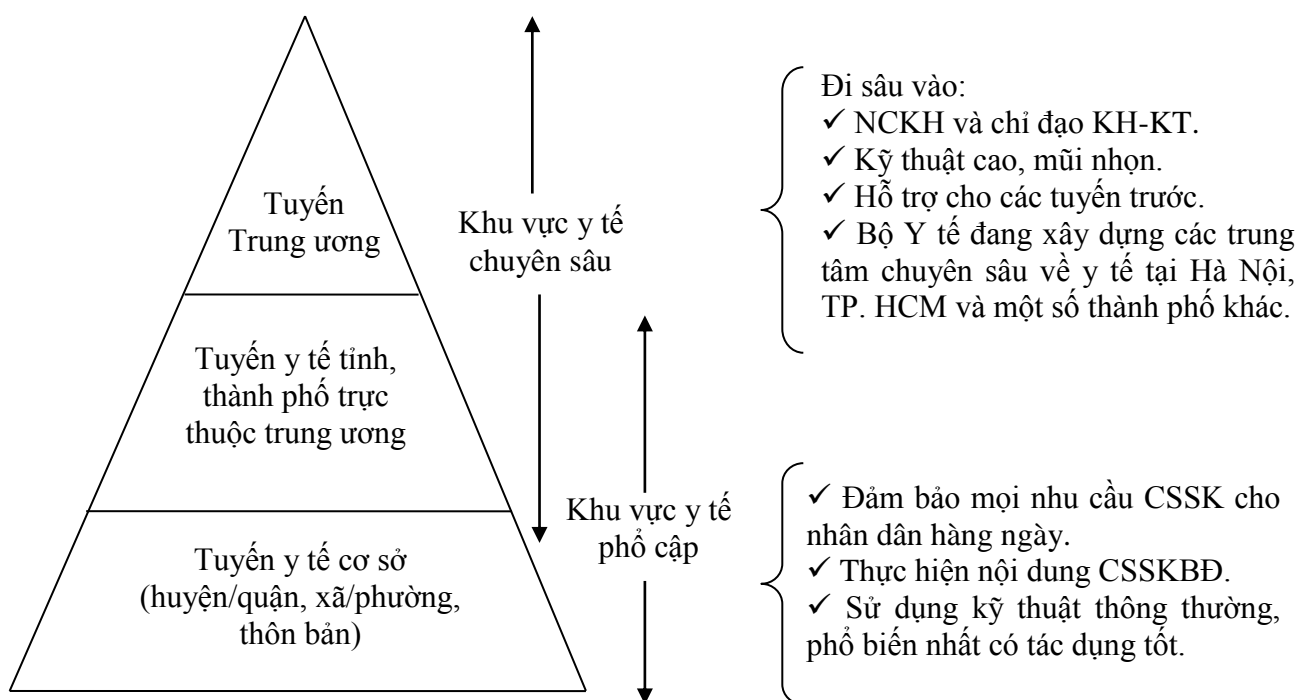 Tuyến
Trung ương
Tuyến y tế tỉnh,
thành phố trực
thuộc trung ương
Tuyến y tế cơ sở
(huyện/quận, xã/phường,
thôn bản)
Khu vực y tế
chuyên sâu
Khu vực y tế
phổ cập
Đi sâu vào:
✓ NCKH và chỉ đạo KH-KT.
✓ Kỹ thuật cao, mũi nhọn.
✓ Hỗ trợ cho các tuyến trước.
✓ Bộ Y tế đang xây dựng các trung
tâm chuyên sâu về y tế tại Hà Nội,
TP. HCM và một số thành phố khác.
✓ Đảm bảo mọi nhu cầu CSSK cho
nhân dân hàng ngày.
✓ Thực hiện nội dung CSSKBĐ.
✓ Sử dụng kỹ thuật thông thường,
phổ biến nhất có tác dụng tốt.